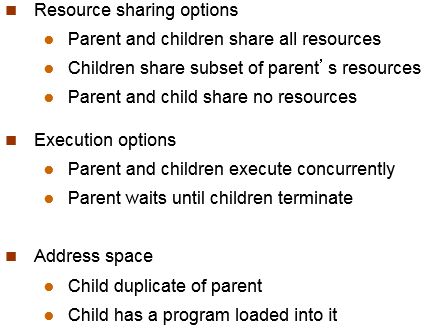 Resource sharing options
Parent and children share all resources
Children share subset of parent’s resources
Parent and child share no resources
Execution options
Parent and children execute concurrently
Parent waits until children terminate
Address space
Child duplicate of parent
Child has a program loaded into it